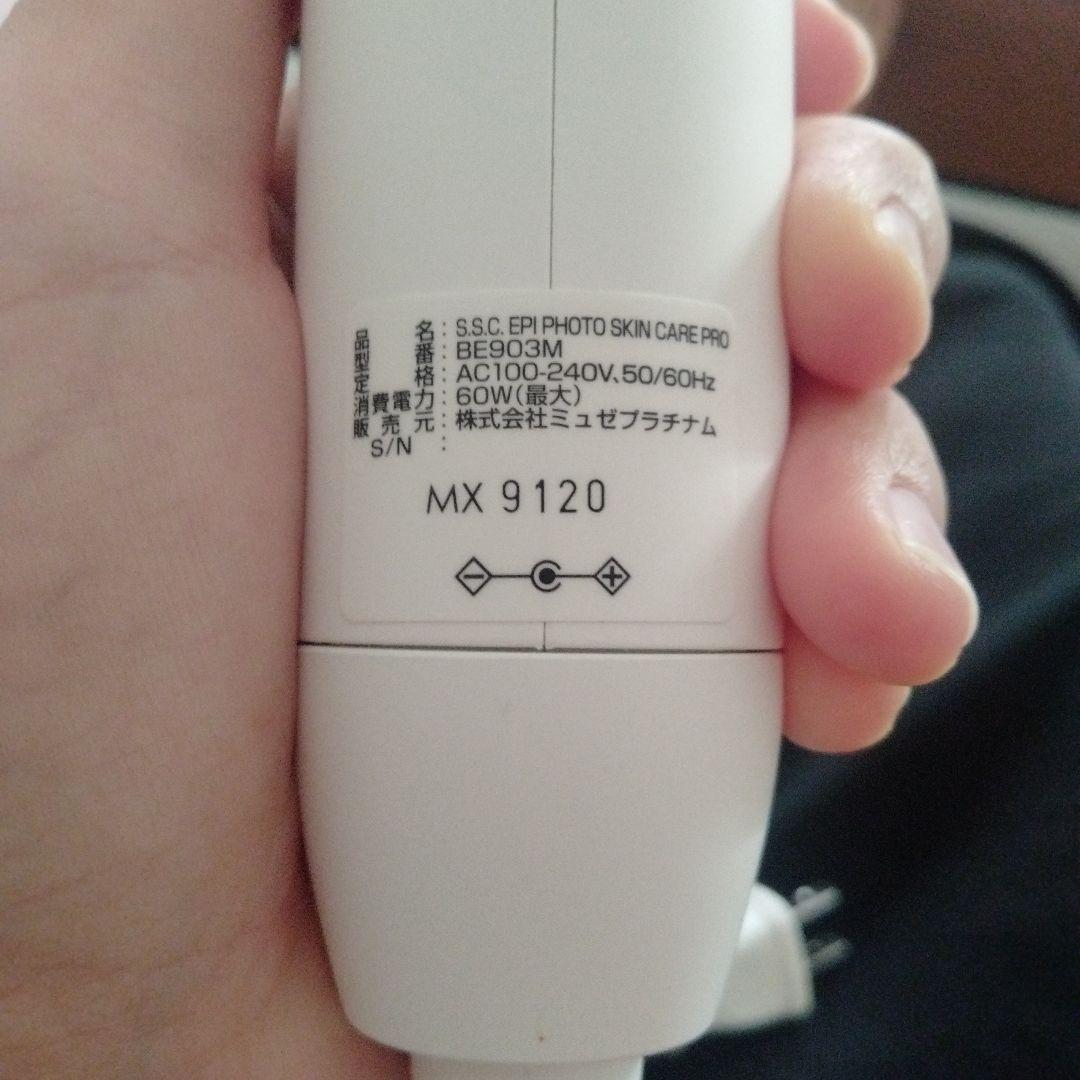 品名:S.S.C. EPI PHOTO SKIN CARE PRO
型番:BE903M
定格:AC100-240V、50/60Hz
消費電力:60W(最大)
販売元:株式会社ミュゼプラチナム
S/N :
MX 9120